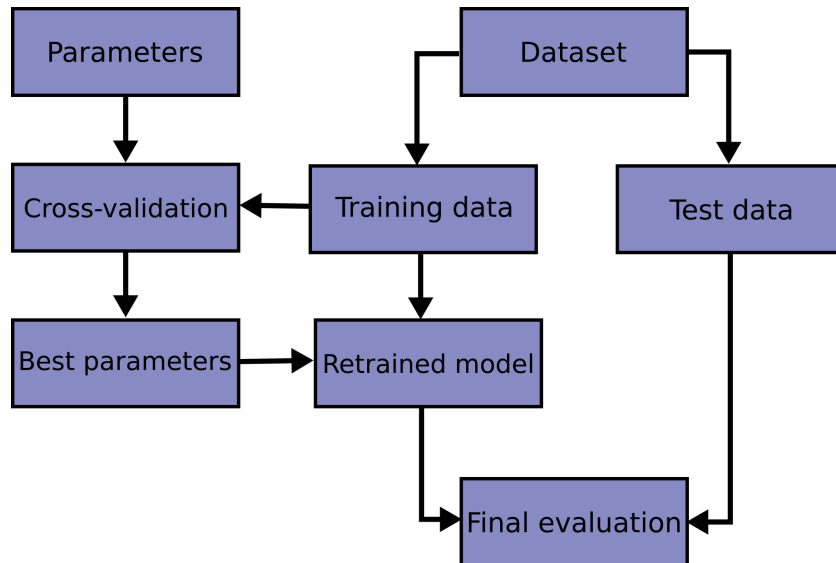 Parameters
Dataset
Cross-validation
Training data
Test data
Best parameters
Retrained model
Final evaluation